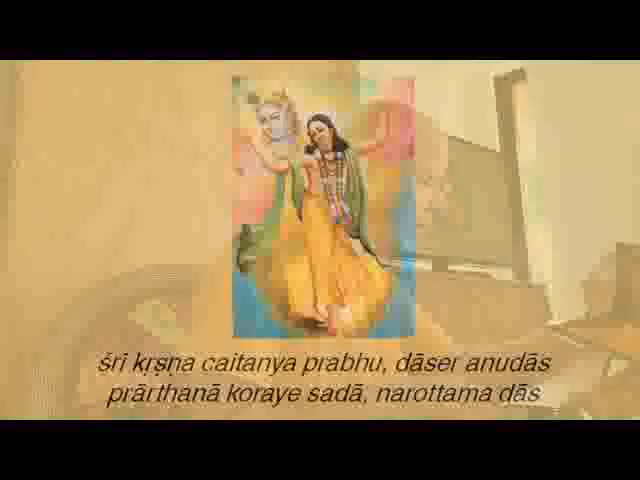 śrī kṛṣṇa caitanya prabhu, dāser anudās
prārthanā koraye sadā, narottama dās